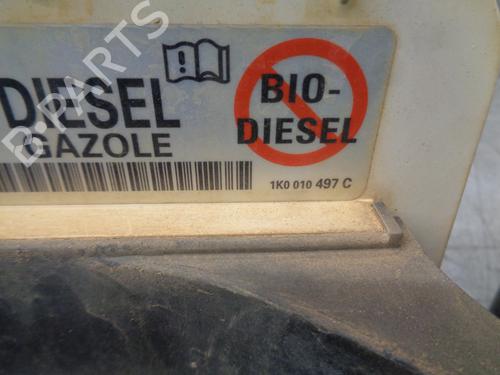 DIESEL
GAZOLE
BIO-
DIESEL
1K0 010 497 C
B-PARTS